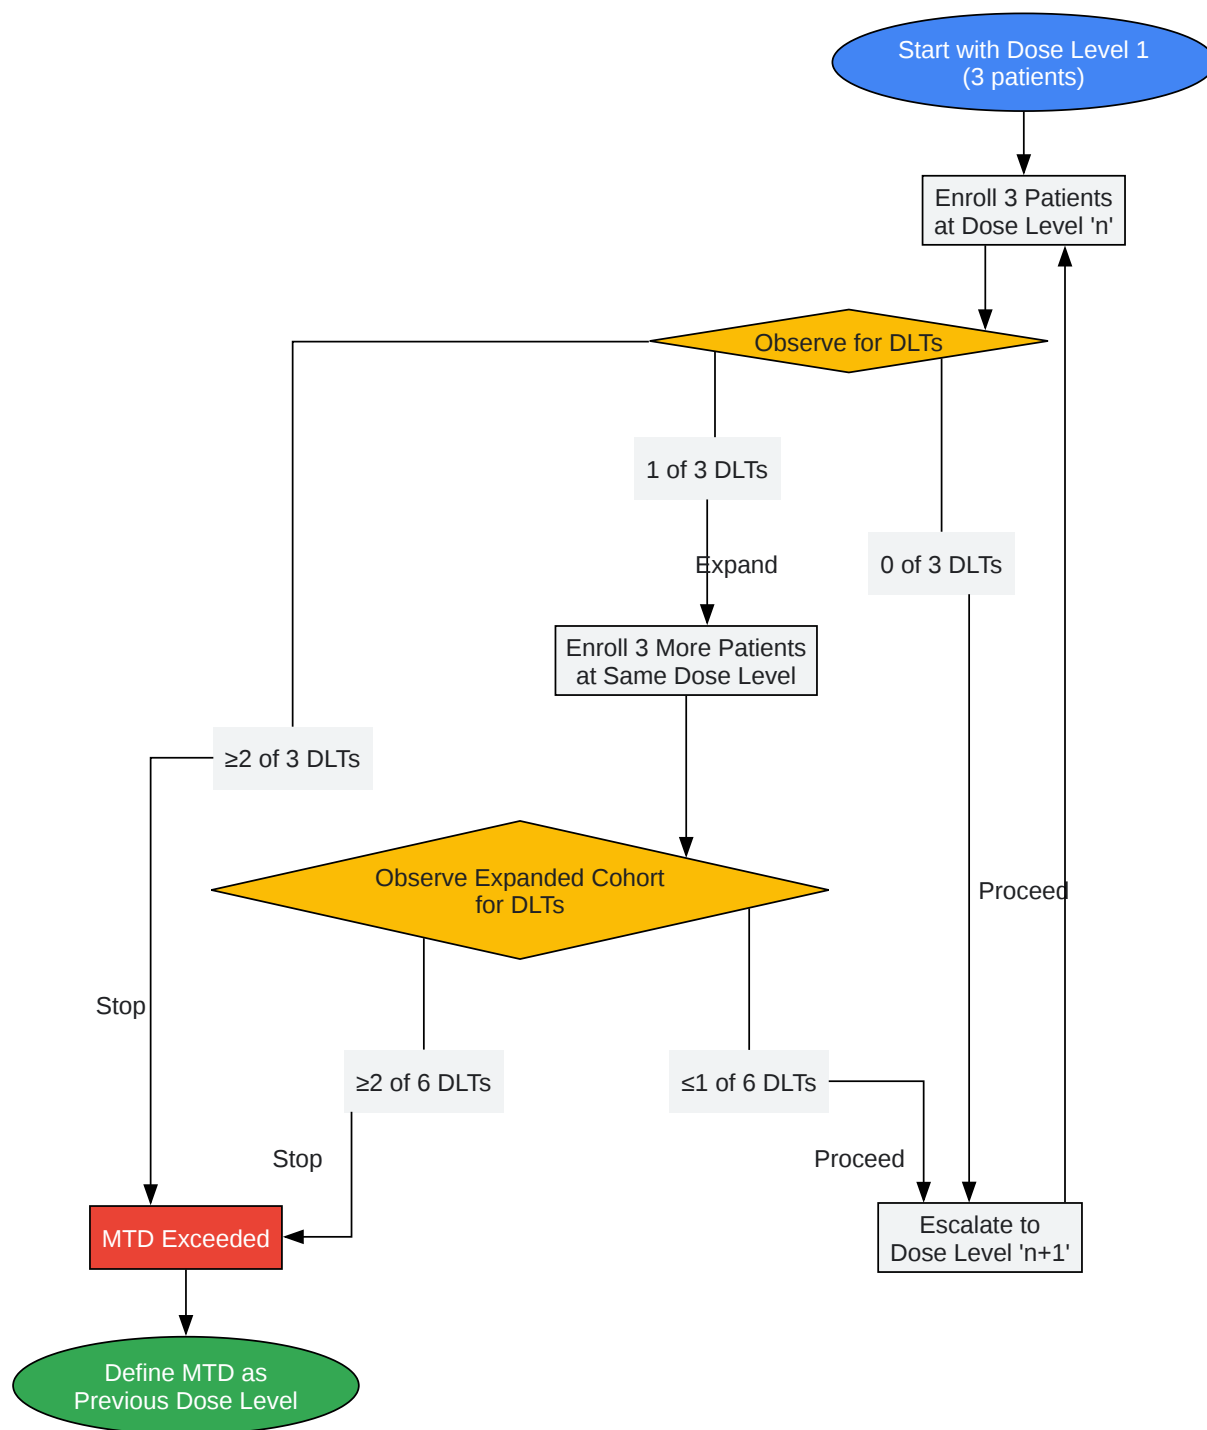 Start with Dose Level 1
(3 patients)
Enroll 3 Patients
at Dose Level 'n'
Observe for DLTs
1 of 3 DLTs
0 of 3 DLTs
Expand
Enroll 3 More Patients
at Same Dose Level
≥2 of 3 DLTs
Observe Expanded Cohort
for DLTs
Proceed
Stop
≥2 of 6 DLTs
≤1 of 6 DLTs
Stop
Proceed
MTD Exceeded
Escalate to
Dose Level 'n+1'
Define MTD as
Previous Dose Level